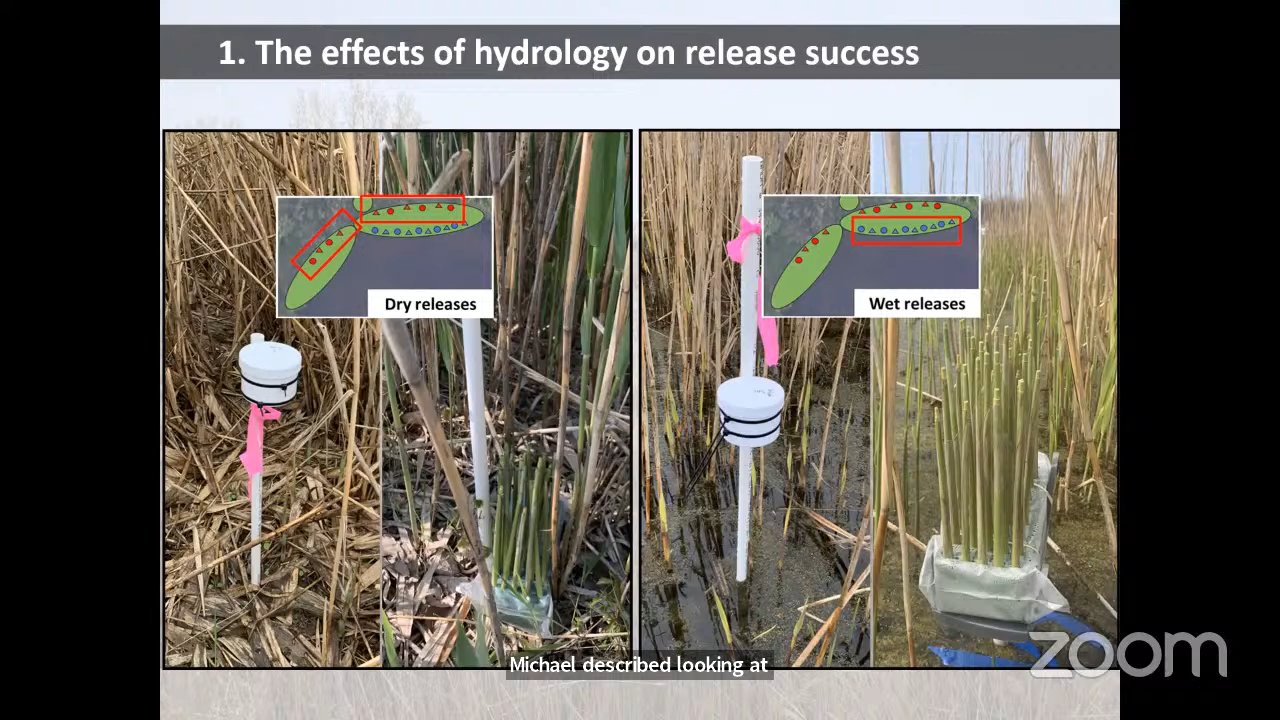 1. The effects of hydrology on release success
Dry releases
Wet releases
Michael described looking at
zoom